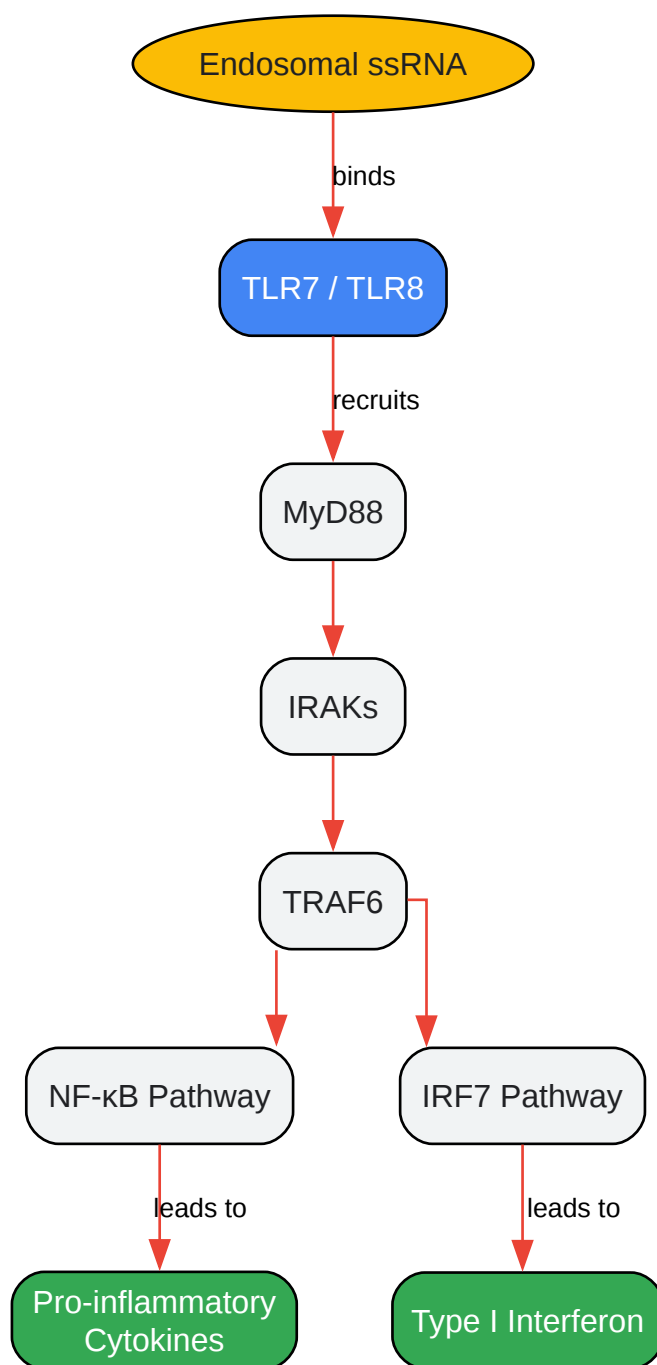 Endosomal ssRNA
binds
TLR7 / TLR8
recruits
MyD88
IRAKs
TRAF6
NF-κB Pathway
IRF7 Pathway
leads to
leads to
Pro-inflammatory
Cytokines
Type I Interferon